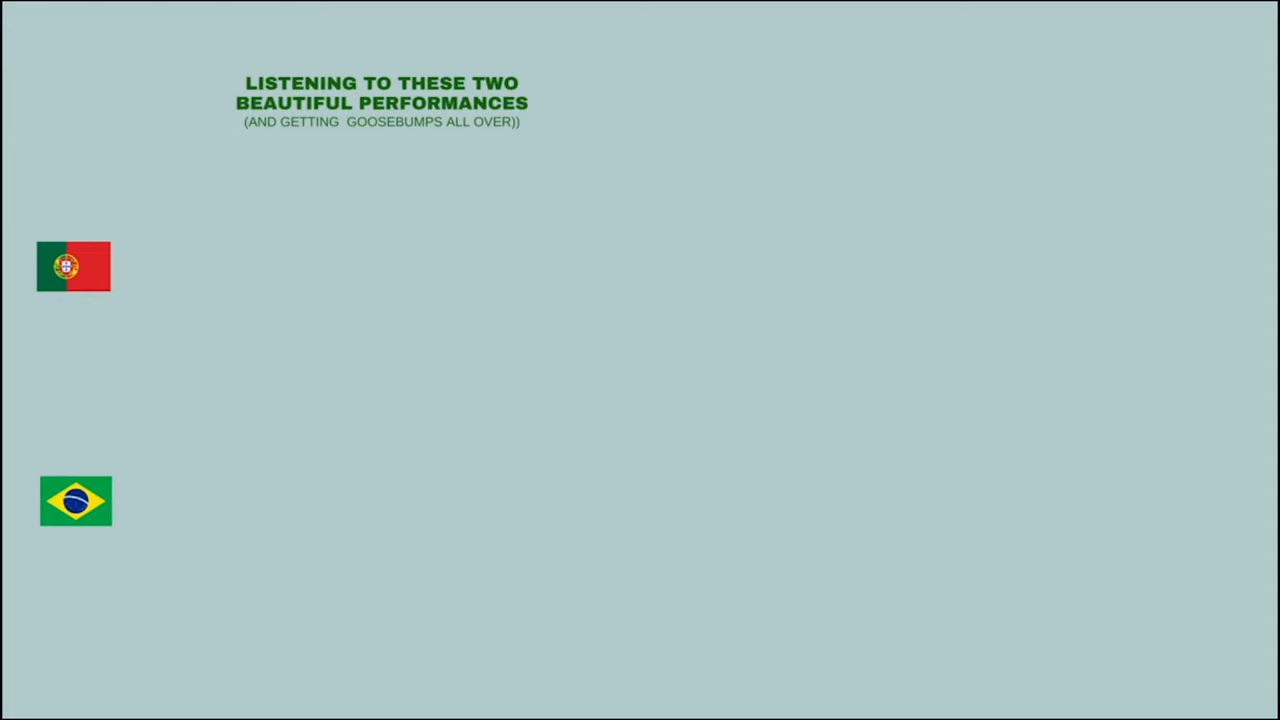 LISTENING TO THESE TWO
BEAUTIFUL PERFORMANCES
(AND GETTING  GOOSEBUMPS ALL OVER))